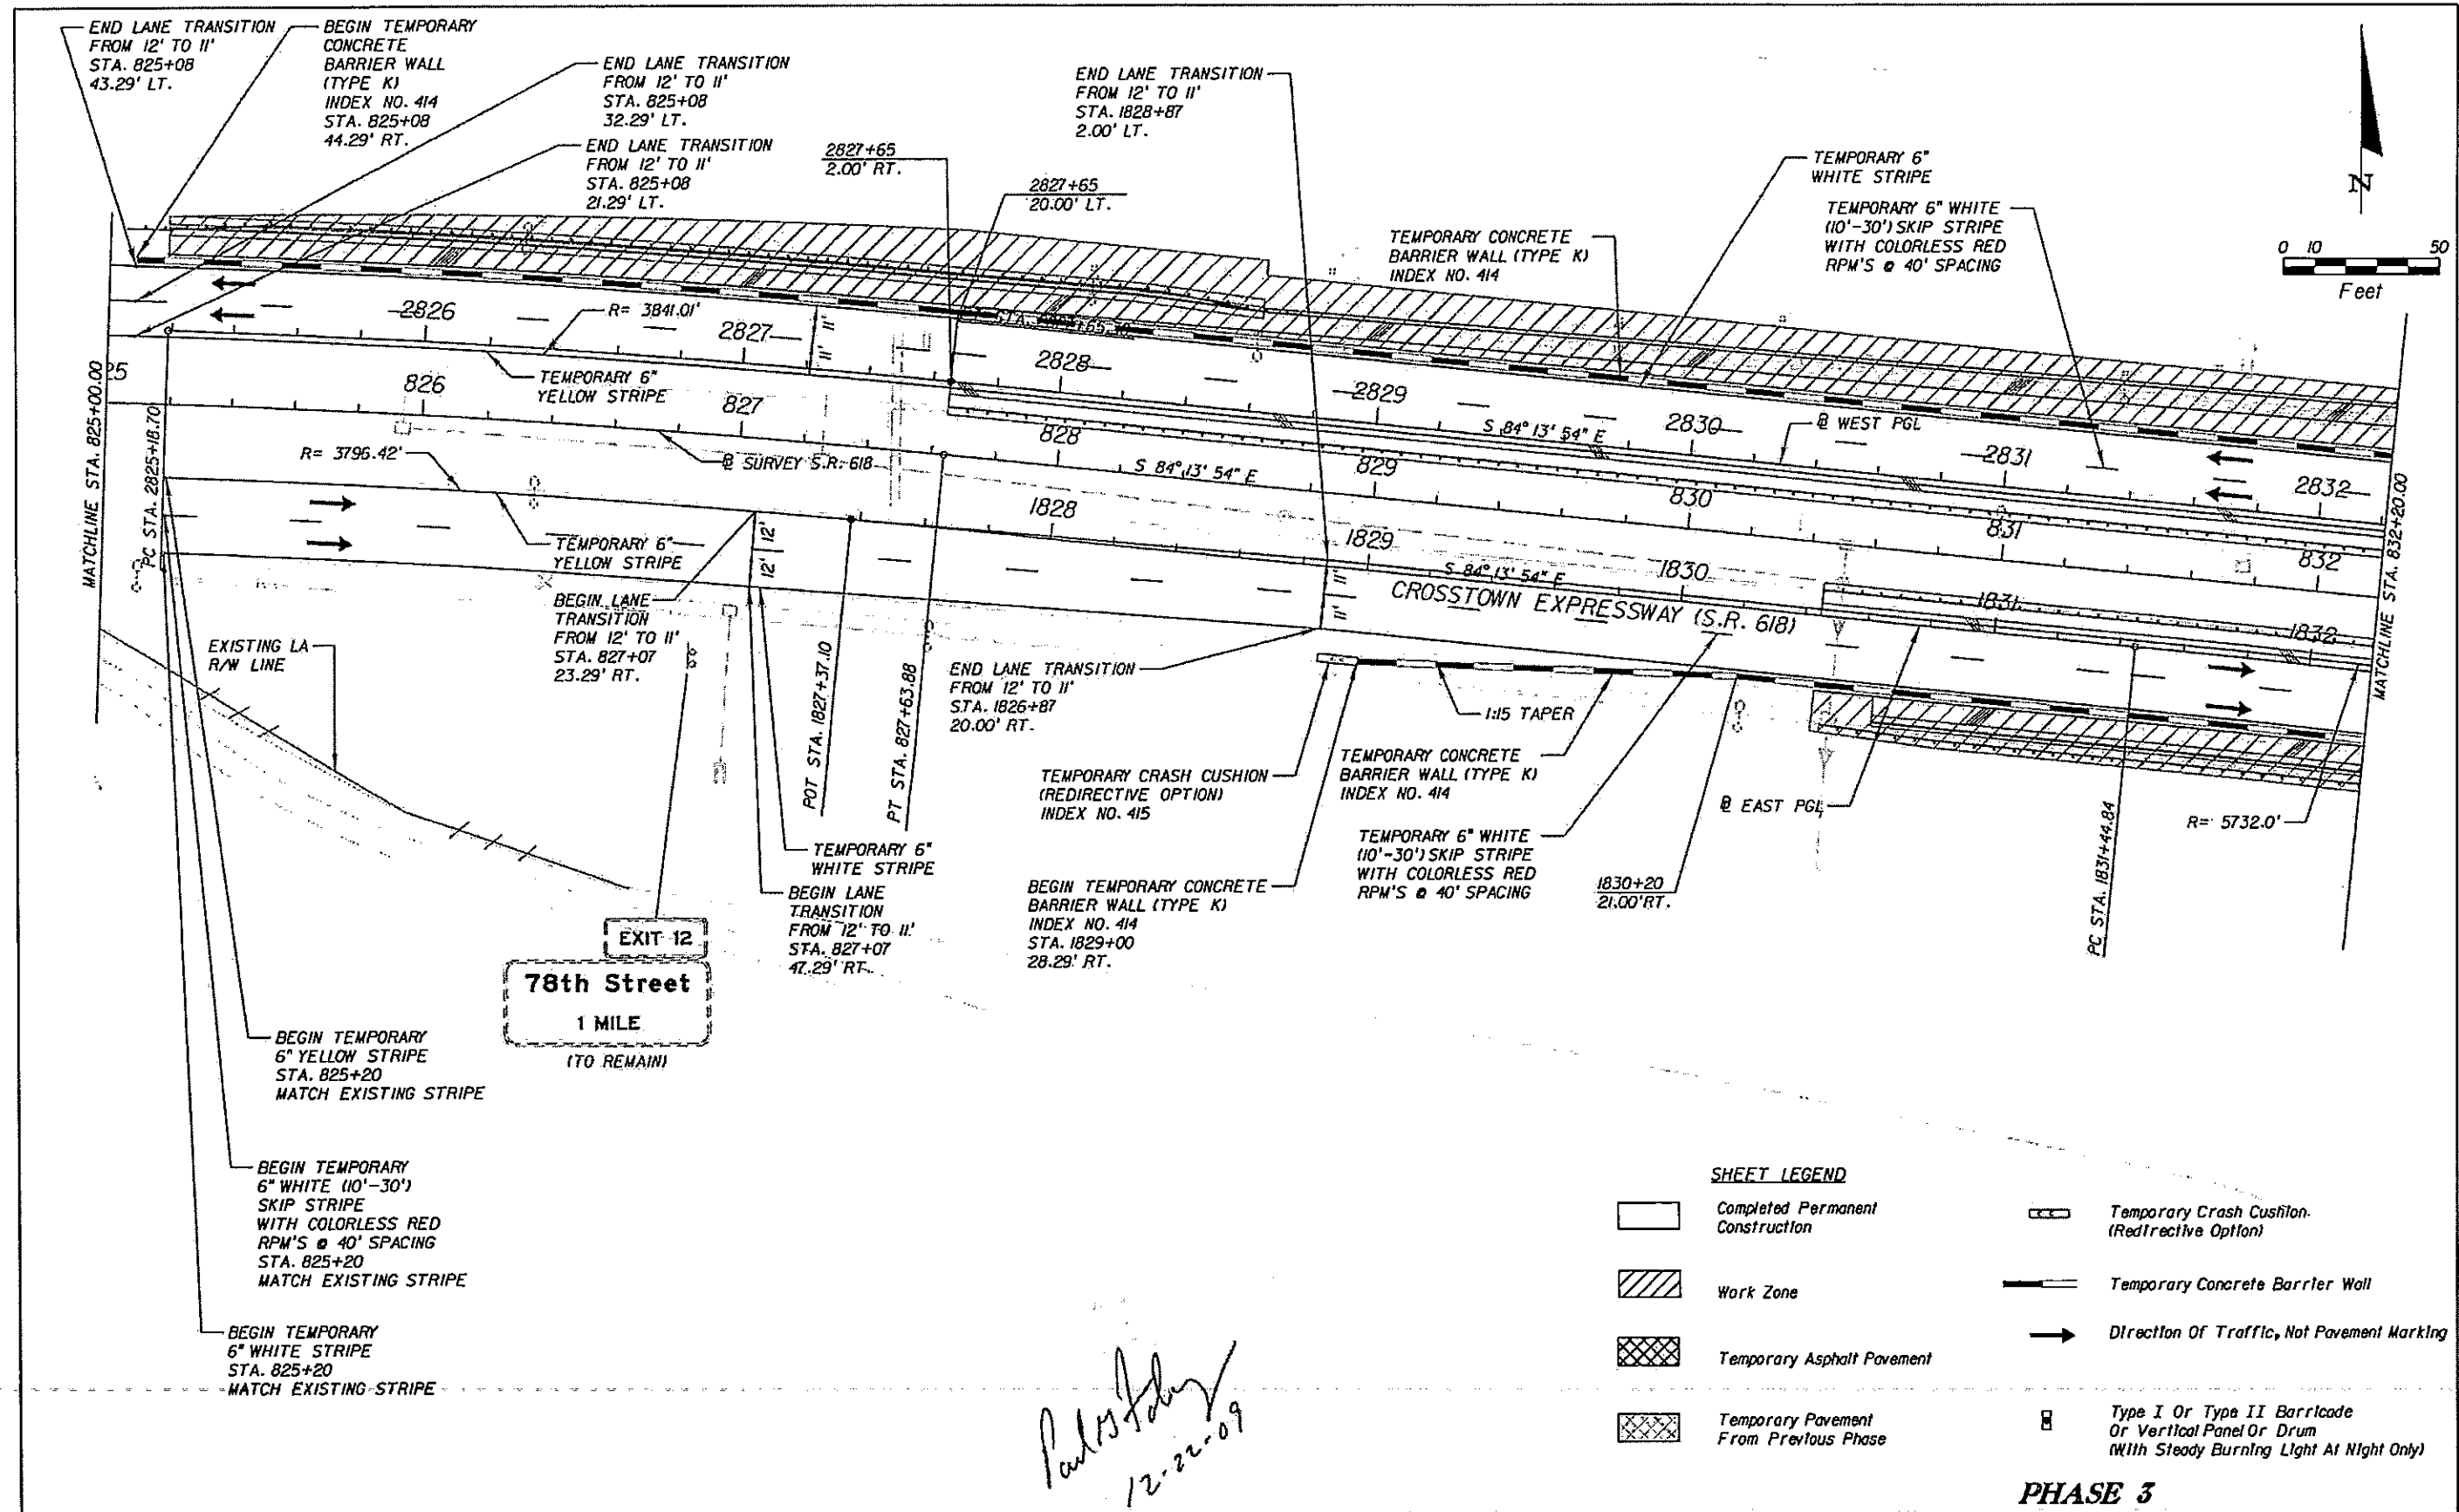 END LANE TRANSITION
FROM 12' TO 11'
STA. 825+08
43.29' LT.
BEGIN TEMPORARY
CONCRETE
BARRIER WALL
(TYPE K)
INDEX NO. 414
STA. 825+08
44.29' RT.
END LANE TRANSITION
FROM 12' TO 11'
STA. 825+08
32.29' LT.
END LANE TRANSITION
FROM 12' TO 11'
STA. 825+08
21.29' LT.
2827+65
2.00' RT.
2827+65
20.00' LT.
END LANE TRANSITION
FROM 12' TO 11'
STA. 1828+87
2.00' LT.
TEMPORARY CONCRETE
BARRIER WALL (TYPE K)
INDEX NO. 414
TEMPORARY 6"
WHITE STRIPE
TEMPORARY 6" WHITE
(10'-30') SKIP STRIPE
WITH COLORLESS RED
RPM'S @ 40' SPACING
N
0 10 50
Feet
MATCHLINE STA. 825+00.00
PC STA. 2825+18.70
25
2826
R= 3841.01'
2827
11'
11'
2828
2829
2830
2831
2832
S 84° 13' 54" E
WEST PGL
TEMPORARY 6"
YELLOW STRIPE
826
827
828
829
830
831
832
SURVEY S.R. 618
S 84° 13' 54" E
MATCHLINE STA. 832+20.00
R= 3796.42'
TEMPORARY 6"
YELLOW STRIPE
12'
12'
1828
1829
1830
1831
1832
S 84° 13' 54" E
11'
11'
CROSSTOWN EXPRESSWAY (S.R. 618)
EXISTING LA
R/W LINE
BEGIN LANE
TRANSITION
FROM 12' TO 11'
STA. 827+07
23.29' RT.
POT STA. 1827+37.10
PT STA. 827+63.88
END LANE TRANSITION
FROM 12' TO 11'
STA. 1826+87
20.00' RT.
1:15 TAPER
TEMPORARY CRASH CUSHION
(REDIRECTIVE OPTION)
INDEX NO. 415
TEMPORARY CONCRETE
BARRIER WALL (TYPE K)
INDEX NO. 414
EAST PGL
R= 5732.0'
PC STA. 1831+44.84
TEMPORARY 6"
WHITE STRIPE
TEMPORARY 6" WHITE
(10'-30') SKIP STRIPE
WITH COLORLESS RED
RPM'S @ 40' SPACING
1830+20
21.00'RT.
BEGIN LANE
TRANSITION
FROM 12' TO 11'
STA. 827+07
47.29' RT.
BEGIN TEMPORARY CONCRETE
BARRIER WALL (TYPE K)
INDEX NO. 414
STA. 1829+00
28.29' RT.
EXIT 12
78th Street
1 MILE
(TO REMAIN)
BEGIN TEMPORARY
6" YELLOW STRIPE
STA. 825+20
MATCH EXISTING STRIPE
BEGIN TEMPORARY
6" WHITE (10'-30')
SKIP STRIPE
WITH COLORLESS RED
RPM'S @ 40' SPACING
STA. 825+20
MATCH EXISTING STRIPE
BEGIN TEMPORARY
6" WHITE STRIPE
STA. 825+20
MATCH EXISTING STRIPE
12-22-09
SHEET LEGEND
Completed Permanent
Construction
Work Zone
Temporary Asphalt Pavement
Temporary Pavement
From Previous Phase
Temporary Crash Cushion
(Redirective Option)
Temporary Concrete Barrier Wall
Direction Of Traffic, Not Pavement Marking
Type I Or Type II Barricade
Or Vertical Panel Or Drum
(With Steady Burning Light At Night Only)
PHASE 3